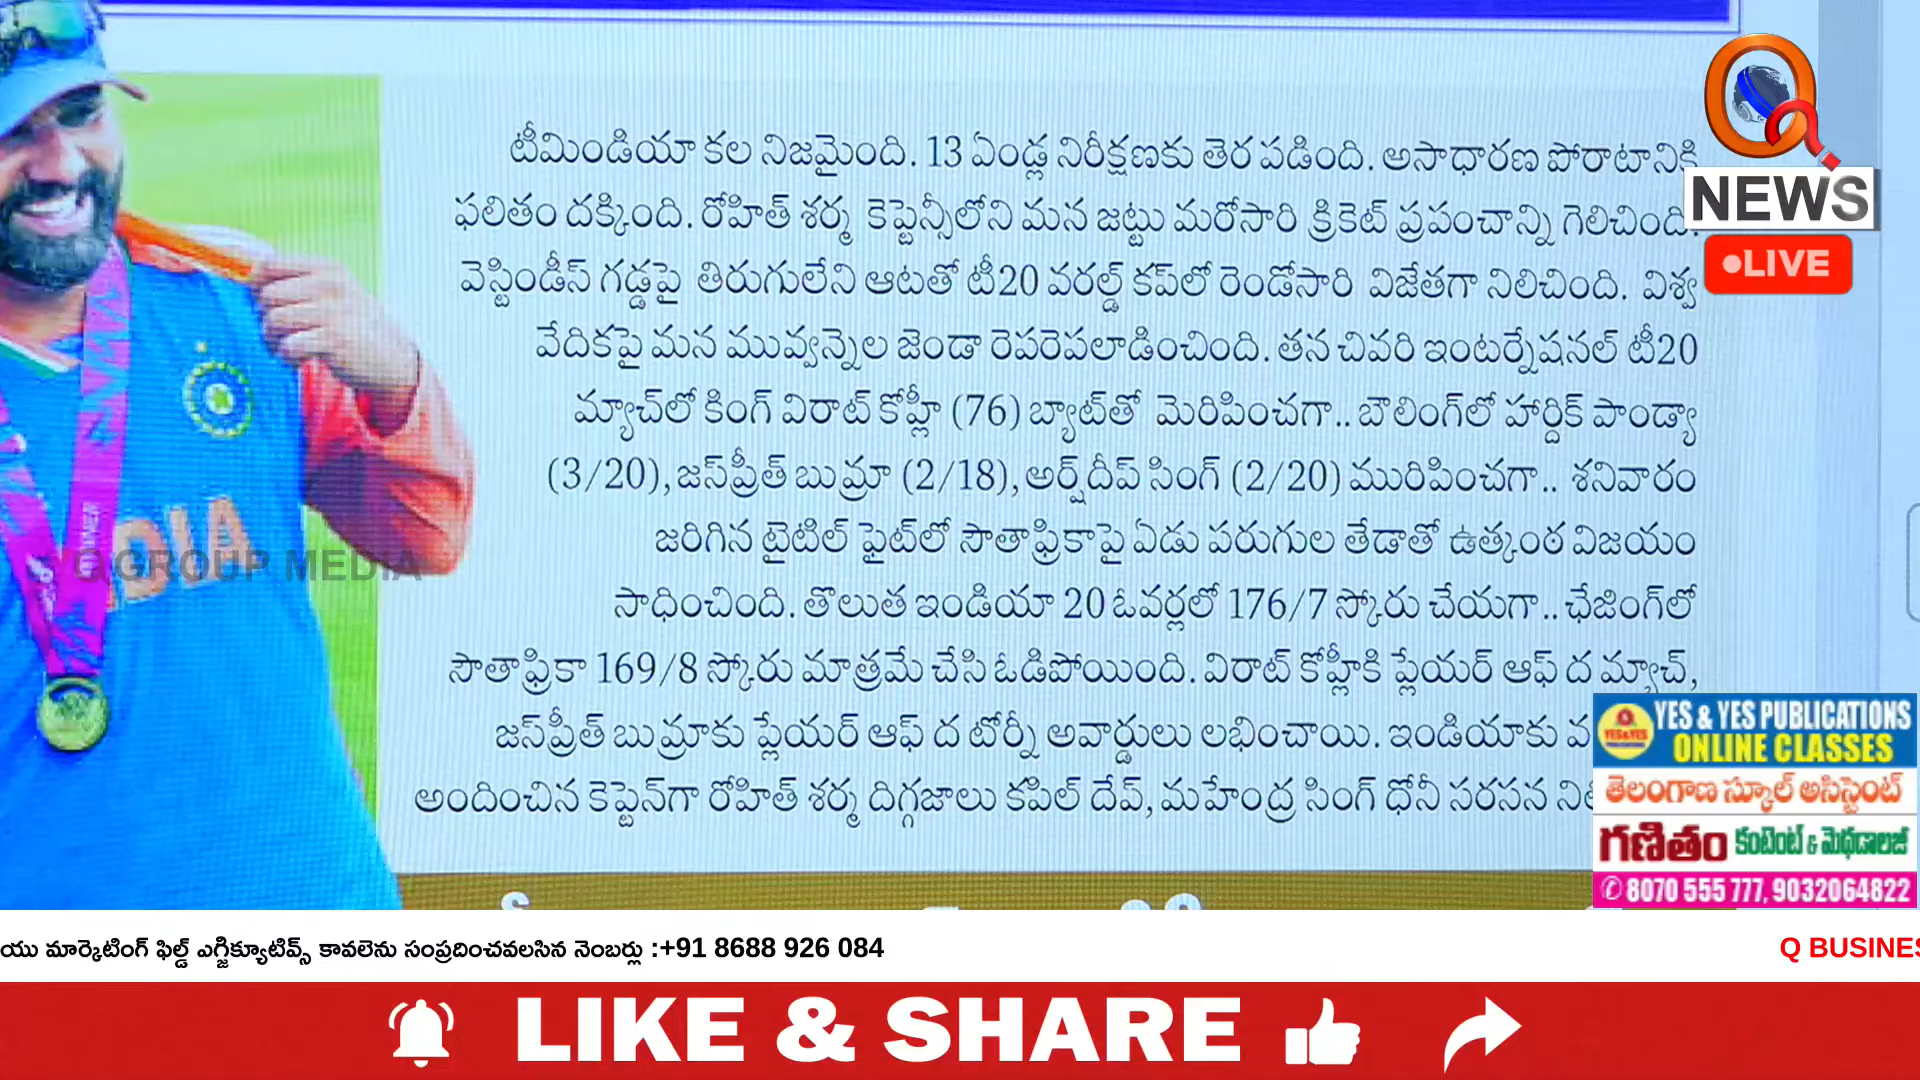 టీమిండియా కల నిజమైంది. 13 ఏండ్ల నిరీక్షణకు తెర పడింది. అసాధారణ పోరాటానికి
ఫలితం దక్కింది. రోహిత్ శర్మ కెప్టెన్సీలోని మన జట్టు మరోసారి క్రికెట్ ప్రపంచాన్ని గెలిచింది.
వెస్టిండీస్ గడ్డపై తిరుగులేని ఆటతో టీ20 వరల్డ్ కప్‌లో రెండోసారి విజేతగా నిలిచింది. విశ్వ
వేదికపై మన మువ్వన్నెల జెండా రెపరెపలాడించింది. తన చివరి ఇంటర్నేషనల్ టీ20
మ్యాచ్‌లో కింగ్ విరాట్ కోహ్లీ (76) బ్యాట్‌తో మెరిపించగా.. బౌలింగ్‌లో హార్దిక్ పాండ్యా
(3/20), జస్‌ప్రీత్ బుమ్రా (2/18), అర్ష్‌దీప్ సింగ్ (2/20) మురిపించగా.. శనివారం
జరిగిన టైటిల్ ఫైట్‌లో సౌతాఫ్రికాపై ఏడు పరుగుల తేడాతో ఉత్కంఠ విజయం
సాధించింది. తొలుత ఇండియా 20 ఓవర్లలో 176/7 స్కోరు చేయగా.. ఛేజింగ్‌లో
సౌతాఫ్రికా 169/8 స్కోరు మాత్రమే చేసి ఓడిపోయింది. విరాట్ కోహ్లీకి ప్లేయర్ ఆఫ్ ద మ్యాచ్,
జస్‌ప్రీత్ బుమ్రాకు ప్లేయర్ ఆఫ్ ద టోర్నీ అవార్డులు లభించాయి. ఇండియాకు
అందించిన కెప్టెన్‌గా రోహిత్ శర్మ దిగ్గజాలు కపిల్ దేవ్, మహేంద్ర సింగ్ ధోనీ సరసన
Q
NEWS
LIVE
Q GROUP MEDIA
DIA
YES & YES PUBLICATIONS
ONLINE CLASSES
YES&YES
తెలంగాణ స్కూల్ అసిస్టెంట్
గణితం కంటెంట్ & మెథడాలజీ
8070 555 777, 9032064822
యు మార్కెటింగ్ ఫిల్డ్ ఎగ్జిక్యూటివ్స్ కావలెను సంప్రదించవలసిన నెంబర్లు :+91 8688 926 084
Q BUSINES
LIKE & SHARE